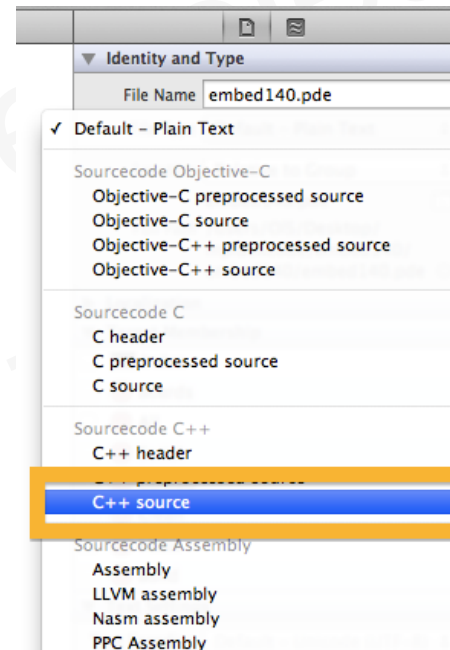 Identity and Type
File Name embed140.pde
✓ Default – Plain Text
Sourcecode Objective-C
Objective-C preprocessed source
Objective-C source
Objective-C++ preprocessed source
Objective-C++ source
Sourcecode C
C header
C preprocessed source
C source
Sourcecode C++
C++ header
C++ preprocessed source
C++ source
Sourcecode Assembly
Assembly
LLVM assembly
Nasm assembly
PPC Assembly